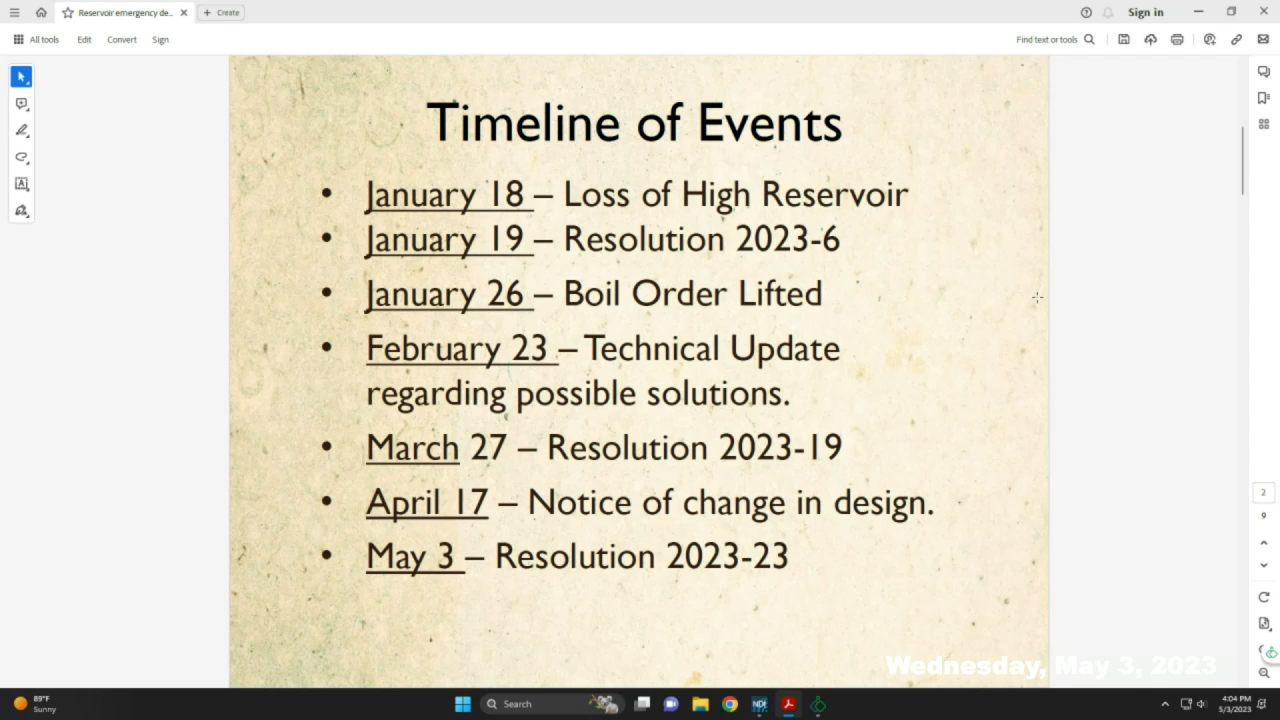 Reservoir emergency de...
Create
Sign in
All tools
Edit
Convert
Sign
Find text or tools
Timeline of Events
• January 18 – Loss of High Reservoir
• January 19 – Resolution 2023-6
• January 26 – Boil Order Lifted
• February 23 – Technical Update
regarding possible solutions.
• March 27 – Resolution 2023-19
• April 17 – Notice of change in design.
• May 3 – Resolution 2023-23
2
9
Wednesday, May 3, 2023
89°F
Sunny
Search
NDI
4:04 PM
5/3/2023